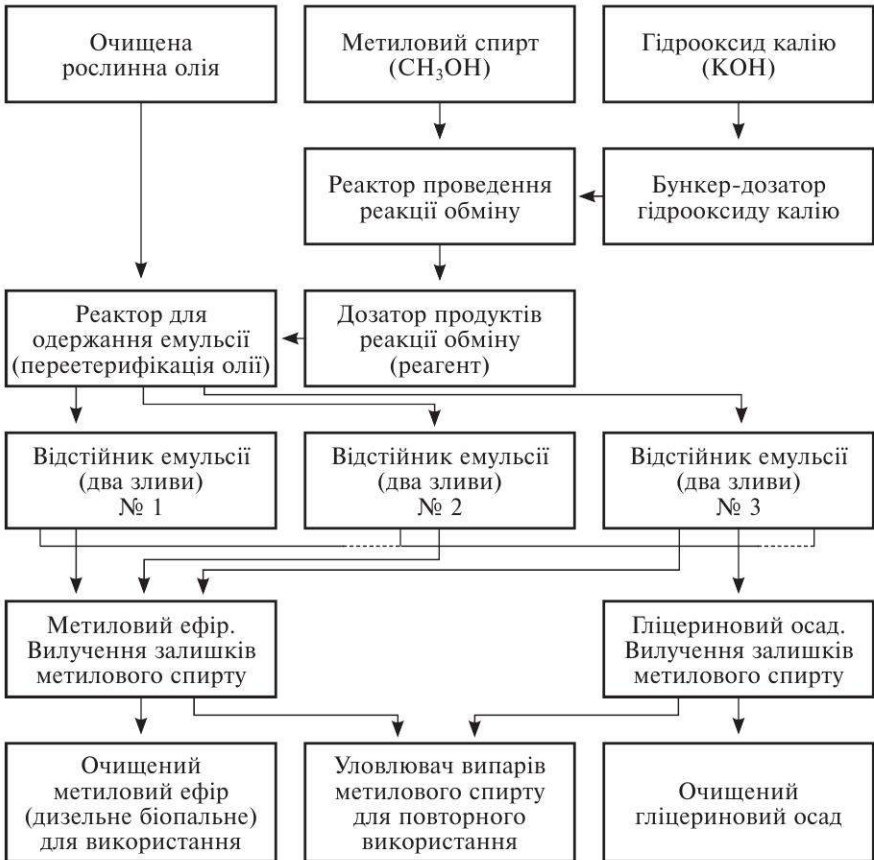 Очищена
рослинна олія
Метиловий спирт
(CH₃OH)
Гідрооксид калію
(KOH)
Реактор проведення
реакції обміну
Бункер-дозатор
гідрооксиду калію
Реактор для
одержання емульсії
(переетерифікація олії)
Дозатор продуктів
реакції обміну
(реагент)
Відстійник емульсії
(два зливи)
№ 1
Відстійник емульсії
(два зливи)
№ 2
Відстійник емульсії
(два зливи)
№ 3
Метиловий ефір.
Вилучення залишків
метилового спирту
Гліцериновий осад.
Вилучення залишків
метилового спирту
Очищений
метиловий ефір
(дизельне біопальне)
для використання
Уловлювач випарів
метилового спирту
для повторного
використання
Очищений
гліцериновий осад